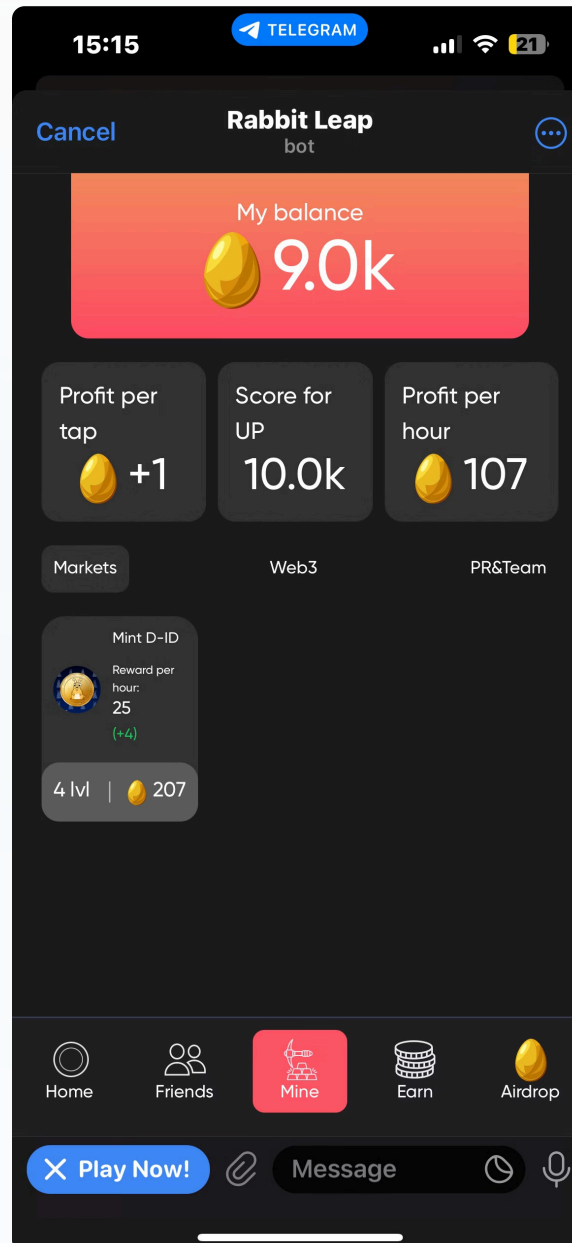 15:15
TELEGRAM
21
Cancel
Rabbit Leap
bot
My balance
9.0k
Profit per
tap
+1
Score for
UP
10.0k
Profit per
hour
107
Markets
Web3
PR&Team
Mint D-ID
Reward per
hour:
25
(+4)
4 lvl | 207
Home
Friends
Mine
Earn
Airdrop
Play Now!
Message